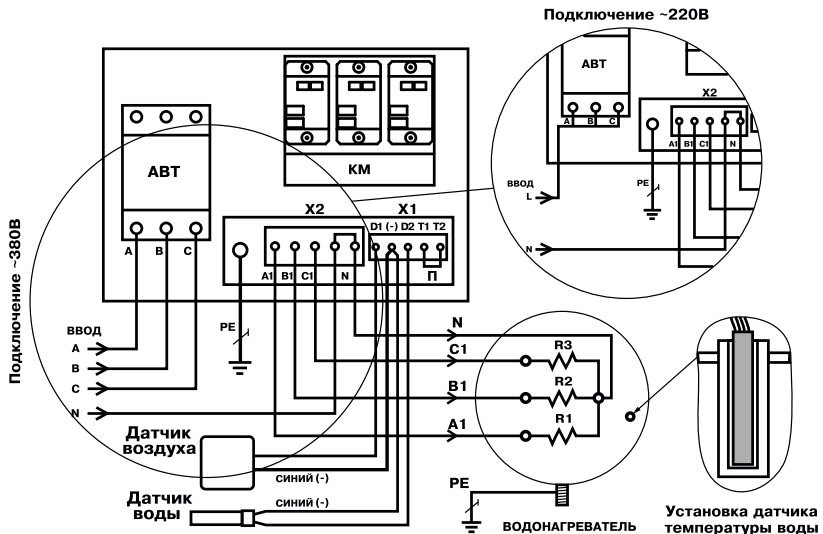 Подключение ~220В
АВТ
X2
A
B
C
A1 B1 C1 N
PE
ВВОД
L
N
Подключение ~380В
АВТ
КМ
X2
X1
D1 (-) D2 T1 T2
A
B
C
A1 B1 C1 N
П
PE
ВВОД
A
B
C
N
N
C1
B1
A1
R3
R2
R1
Датчик
воздуха
синий (-)
Датчик
воды
синий (-)
PE
ВОДОНАГРЕВАТЕЛЬ
Установка датчика
температуры воды